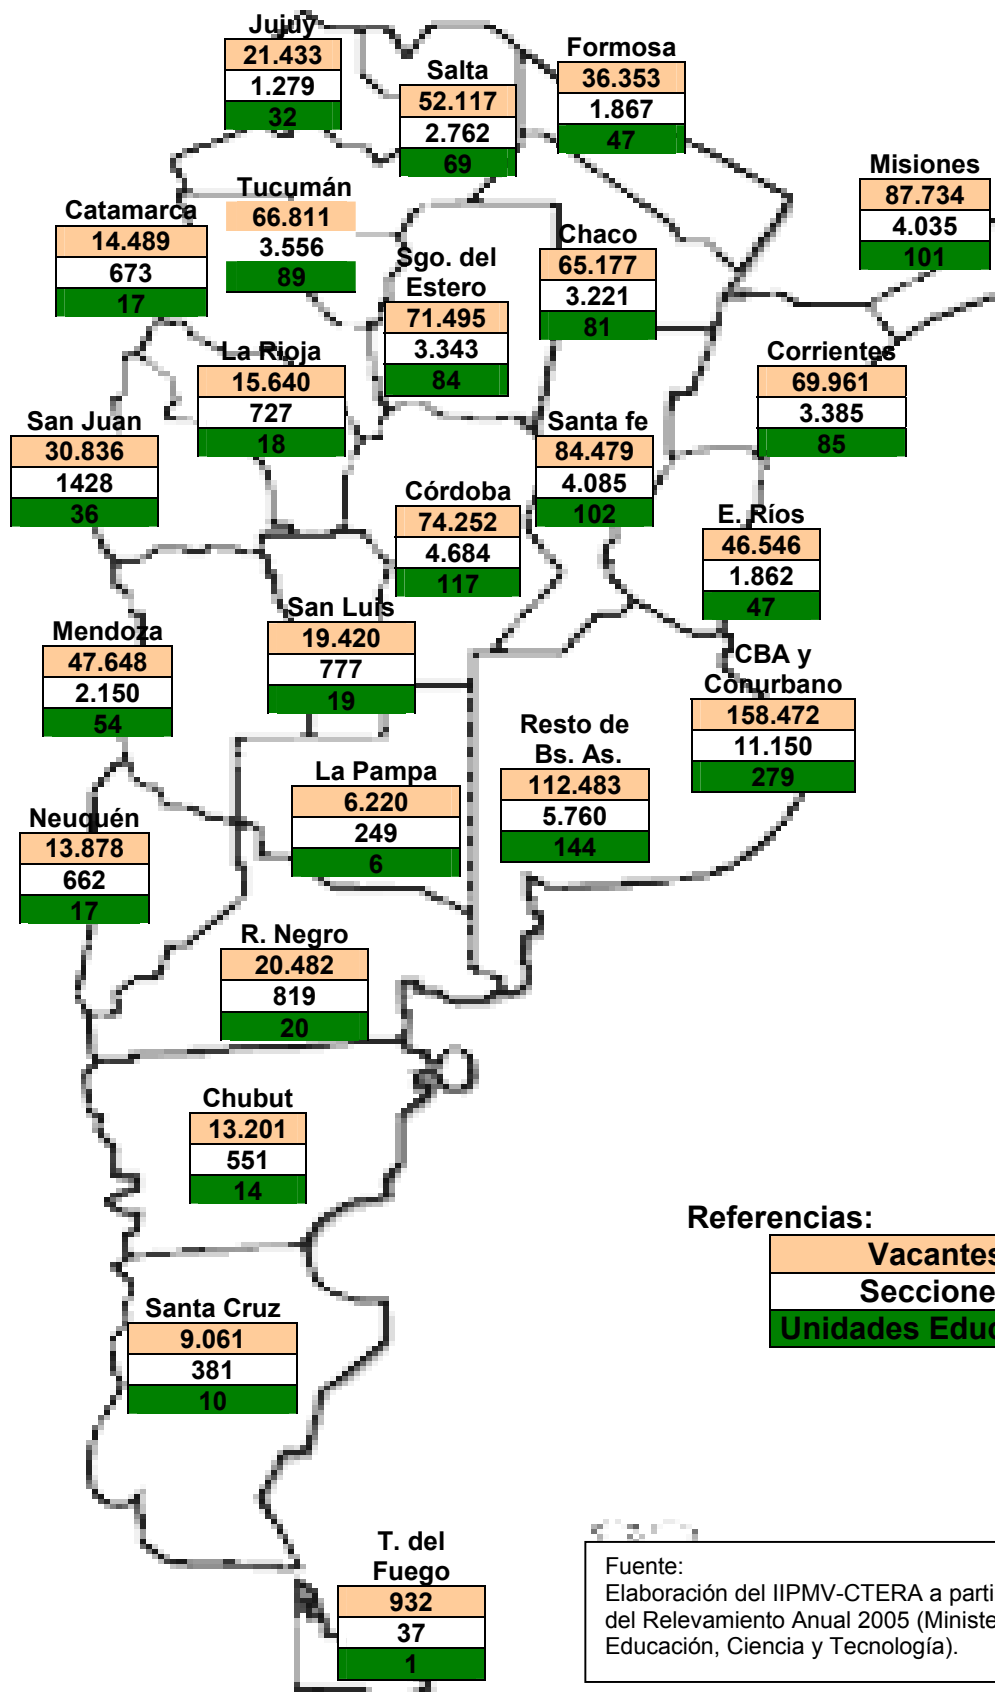 Jujuy
21.433
1.279
32
Salta
52.117
2.762
69
Formosa
36.353
1.867
47
Misiones
87.734
4.035
101
Tucumán
66.811
3.556
89
Catamarca
14.489
673
17
Sgo. del
Estero
71.495
3.343
84
Chaco
65.177
3.221
81
La Rioja
15.640
727
18
Corrientes
69.961
3.385
85
San Juan
30.836
1428
36
Santa fe
84.479
4.085
102
Córdoba
74.252
4.684
117
E. Ríos
46.546
1.862
47
San Luis
19.420
777
19
Mendoza
47.648
2.150
54
CBA y
Conurbano
158.472
11.150
279
Resto de
Bs. As.
112.483
5.760
144
La Pampa
6.220
249
6
Neuquén
13.878
662
17
R. Negro
20.482
819
20
Chubut
13.201
551
14
Referencias:
Vacantes
Seccione
Unidades Educ
Santa Cruz
9.061
381
10
T. del
Fuego
932
37
1
Fuente:
Elaboración del IIPMV-CTERA a parti
del Relevamiento Anual 2005 (Ministe
Educación, Ciencia y Tecnología).